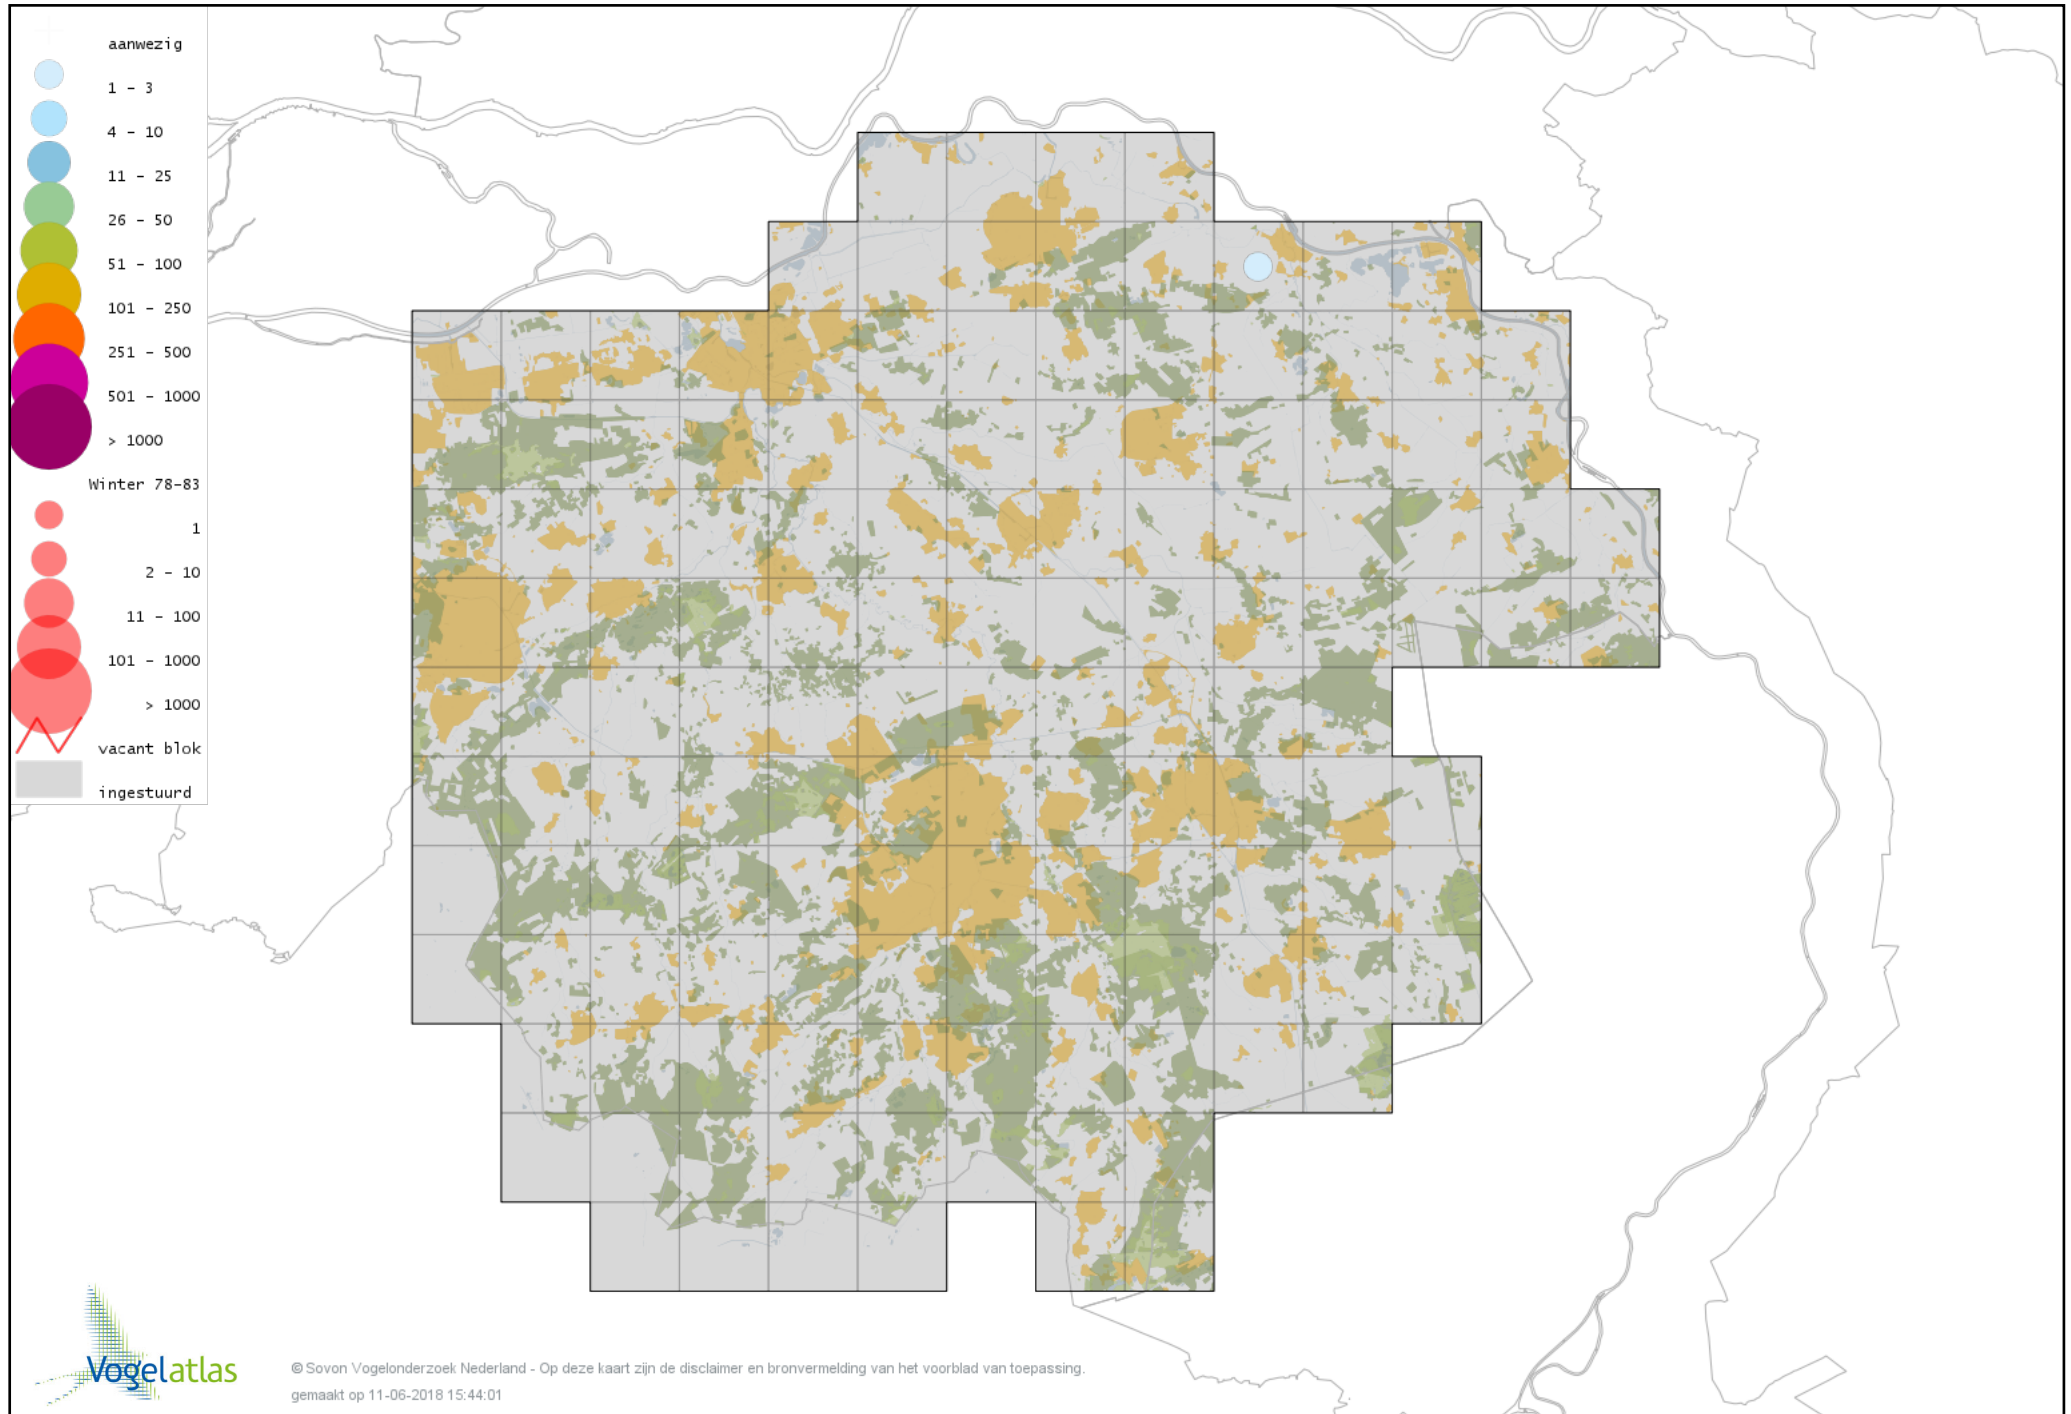 aanwezig
1 - 3
4 - 10
11 - 25
26 - 50
51 - 100
101 - 250
251 - 500
501 - 1000
> 1000
Winter 78-83
1
2 - 10
11 - 100
101 - 1000
> 1000
vacant blok
ingestuurd
Vogelatlas
© Sovon Vogelonderzoek Nederland - Op deze kaart zijn de disclaimer en bronvermelding van het voorblad van toepassing.
gemaakt op 11-06-2018 15:44:01